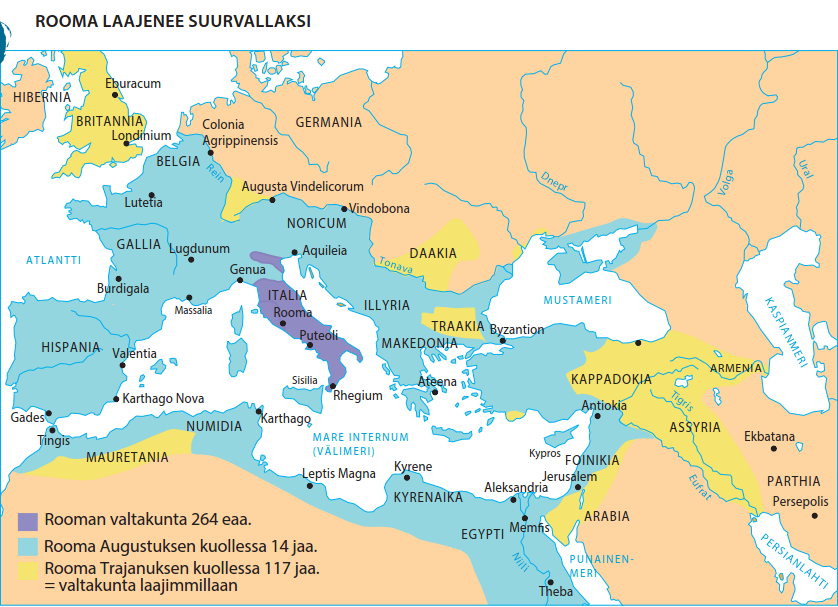 ROOMA LAAJENEE SUURVALLAKSI
HIBERNIA
Eburacum
BRITANNIA
Londinium
Colonia
Agrippinensis
GERMANIA
BELGIA
Rein
Augusta Vindelicorum
Lutetia
Vindobona
NORICUM
Dnepr
Volga
Ural
ATLANTTI
GALLIA
Lugdunum
Aquileia
DAAKIA
Tonava
Genua
Burdigala
ITALIA
Massalia
Rooma
ILLYRIA
MUSTAMERI
KASPIANMERI
TRAAKIA
Byzantion
Puteoli
MAKEDONIA
HISPANIA
Valentia
Sisilia
Rhegium
Ateena
KAPPADOKIA
ARMENIA
Karthago Nova
Antiokia
Tigris
Gades
Karthago
Tingis
NUMIDIA
ASSYRIA
Ekbatana
MARE INTERNUM
(VÄLIMERI)
MAURETANIA
Kypros
FOINIKIA
Leptis Magna
Kyrene
Jerusalem
Eufrat
PARTHIA
KYRENAIKA
Aleksandria
Persepolis
ARABIA
EGYPTI
Memfis
PERSIANLAHTI
Niili
PUNAINEN-
MERI
Theba
Rooman valtakunta 264 eaa.
Rooma Augustuksen kuollessa 14 jaa.
Rooma Trajanuksen kuollessa 117 jaa.
= valtakunta laajimmillaan